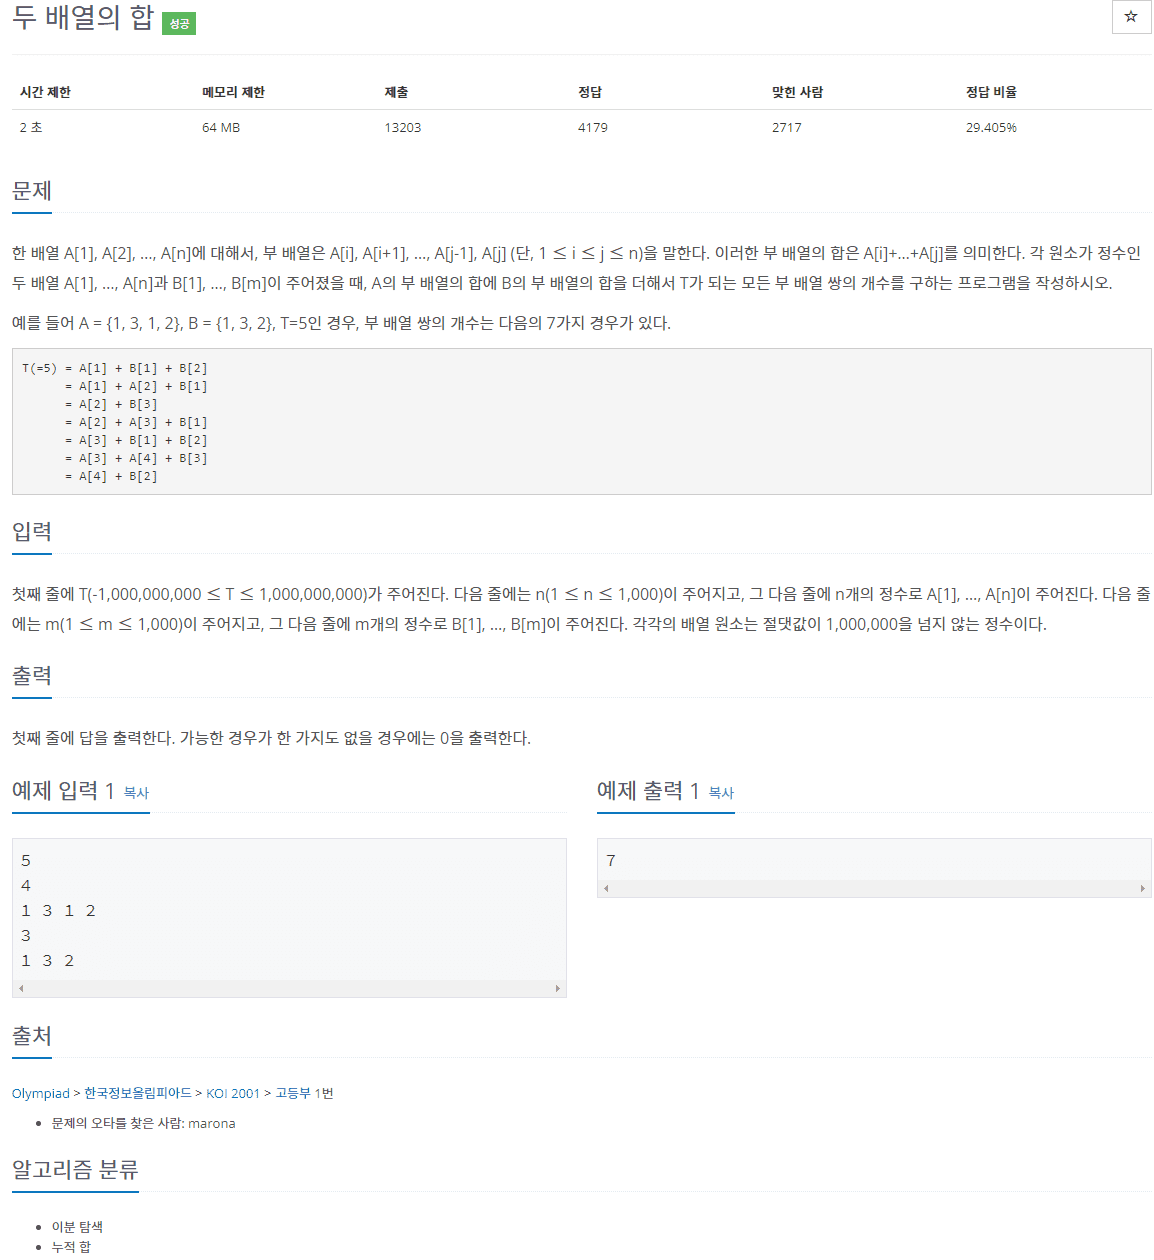 두 배열의 합 성공
☆
시간 제한 메모리 제한 제출 정답 맞힌 사람 정답 비율
2 초 64 MB 13203 4179 2717 29.405%
문제
한 배열 A[1], A[2], …, A[n]에 대해서, 부 배열은 A[i], A[i+1], …, A[j-1], A[j] (단, 1 ≤ i ≤ j ≤ n)을 말한다. 이러한 부 배열의 합은 A[i]+…+A[j]를 의미한다. 각 원소가 정수인
두 배열 A[1], …, A[n]과 B[1], …, B[m]이 주어졌을 때, A의 부 배열의 합에 B의 부 배열의 합을 더해서 T가 되는 모든 부 배열 쌍의 개수를 구하는 프로그램을 작성하시오.
예를 들어 A = {1, 3, 1, 2}, B = {1, 3, 2}, T=5인 경우, 부 배열 쌍의 개수는 다음의 7가지 경우가 있다.
T(=5) = A[1] + B[1] + B[2]
= A[1] + A[2] + B[1]
= A[2] + B[3]
= A[2] + A[3] + B[1]
= A[3] + B[1] + B[2]
= A[3] + A[4] + B[3]
= A[4] + B[2]
입력
첫째 줄에 T(-1,000,000,000 ≤ T ≤ 1,000,000,000)가 주어진다. 다음 줄에는 n(1 ≤ n ≤ 1,000)이 주어지고, 그 다음 줄에 n개의 정수로 A[1], …, A[n]이 주어진다. 다음 줄
에는 m(1 ≤ m ≤ 1,000)이 주어지고, 그 다음 줄에 m개의 정수로 B[1], …, B[m]이 주어진다. 각각의 배열 원소는 절댓값이 1,000,000을 넘지 않는 정수이다.
출력
첫째 줄에 답을 출력한다. 가능한 경우가 한 가지도 없을 경우에는 0을 출력한다.
예제 입력 1 복사
5
4
1 3 1 2
3
1 3 2
예제 출력 1 복사
7
출처
Olympiad > 한국정보올림피아드 > KOI 2001 > 고등부 1번
• 문제의 오타를 찾은 사람: marona
알고리즘 분류
• 이분 탐색
• 누적 합